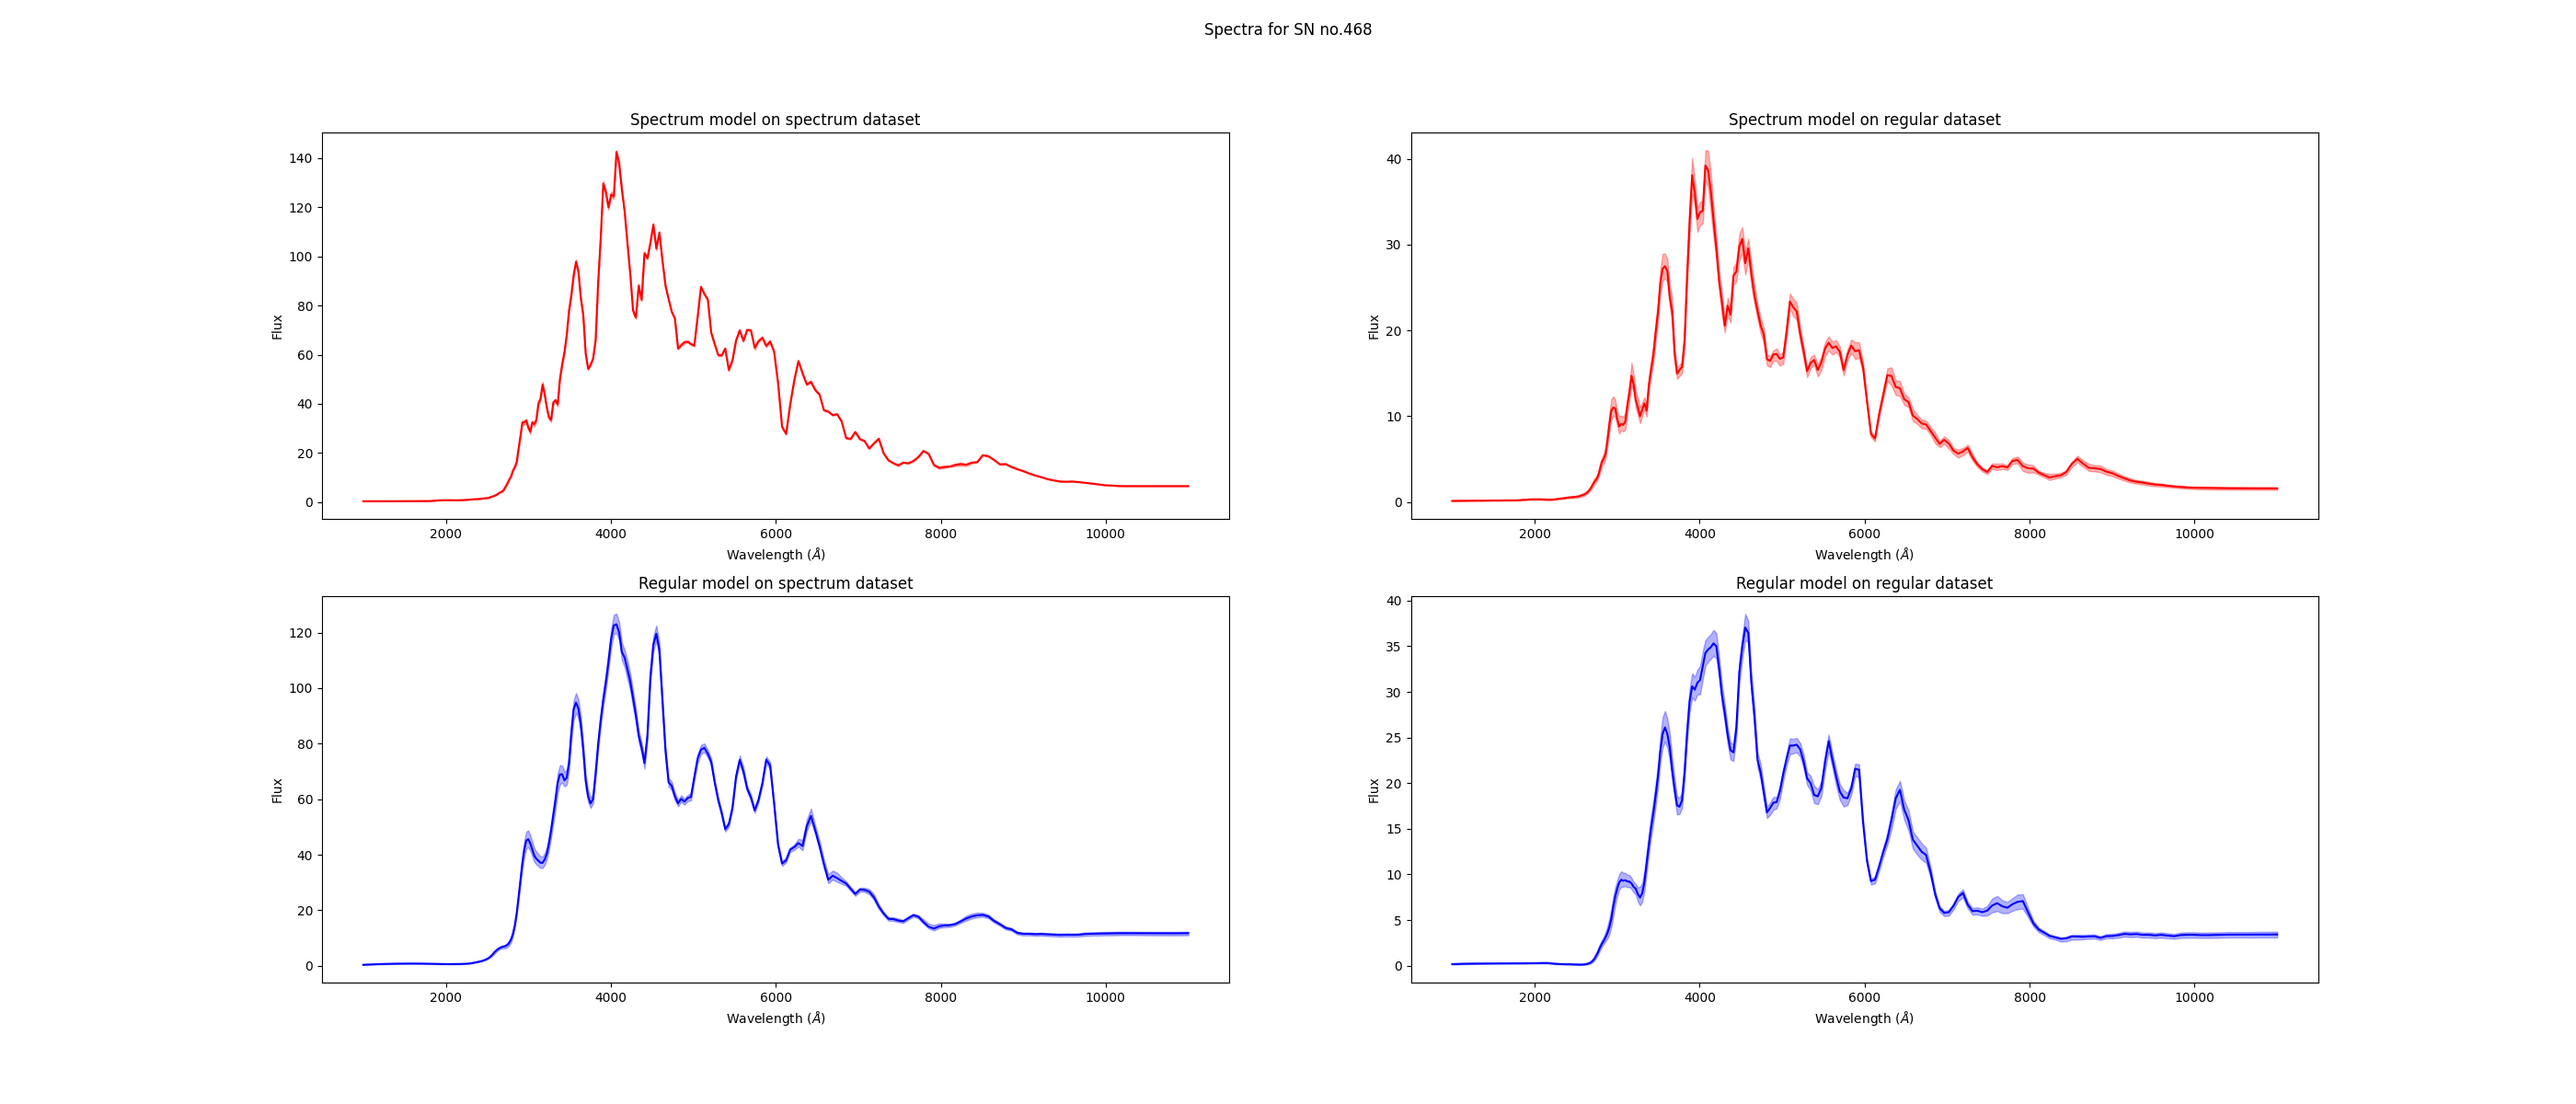 Spectra for SN no.468
Spectrum model on spectrum dataset
Flux
140
120
100
80
60
40
20
0
2000 4000 6000 8000 10000
Wavelength (Å)
Spectrum model on regular dataset
Flux
40
30
20
10
0
2000 4000 6000 8000 10000
Wavelength (Å)
Regular model on spectrum dataset
Flux
120
100
80
60
40
20
0
2000 4000 6000 8000 10000
Wavelength (Å)
Regular model on regular dataset
Flux
40
35
30
25
20
15
10
5
0
2000 4000 6000 8000 10000
Wavelength (Å)